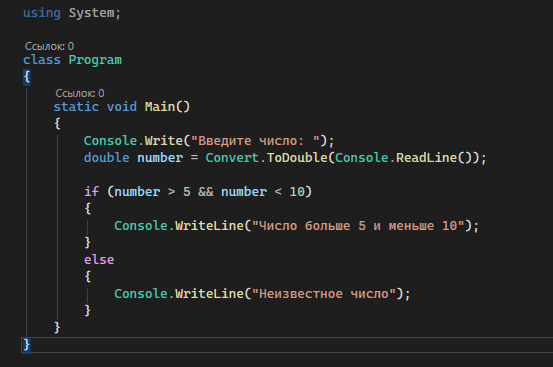 using System;
Ссылок: 0
class Program
{
Ссылок: 0
static void Main()
{
Console.Write("Введите число: ");
double number = Convert.ToDouble(Console.ReadLine());
if (number > 5 && number < 10)
{
Console.WriteLine("Число больше 5 и меньше 10");
}
else
{
Console.WriteLine("Неизвестное число");
}
}
}